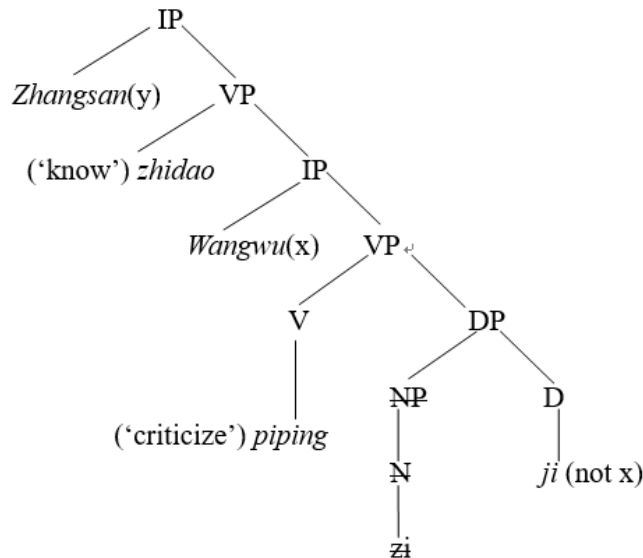 IP
Zhangsan(y) VP
(‘know’) zhidao IP
Wangwu(x) VP↵
V DP
NP D
(‘criticize’) piping
N ji (not x)
zi